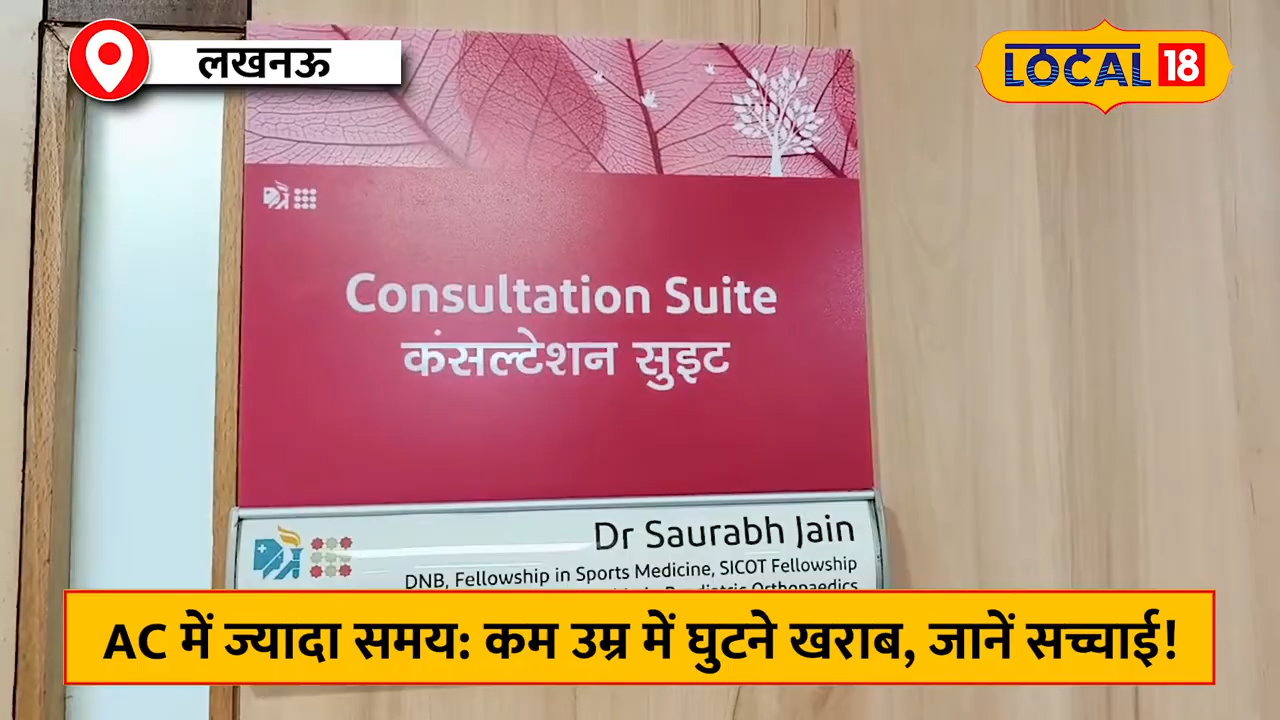 लखनऊ
LOCAL 18
Consultation Suite
कंसल्टेशन सुइट
Dr Saurabh Jain
DNB, Fellowship in Sports Medicine, SICOT Fellowship
Orthopaedics
AC में ज्यादा समय: कम उम्र में घुटने खराब, जानें सच्चाई!